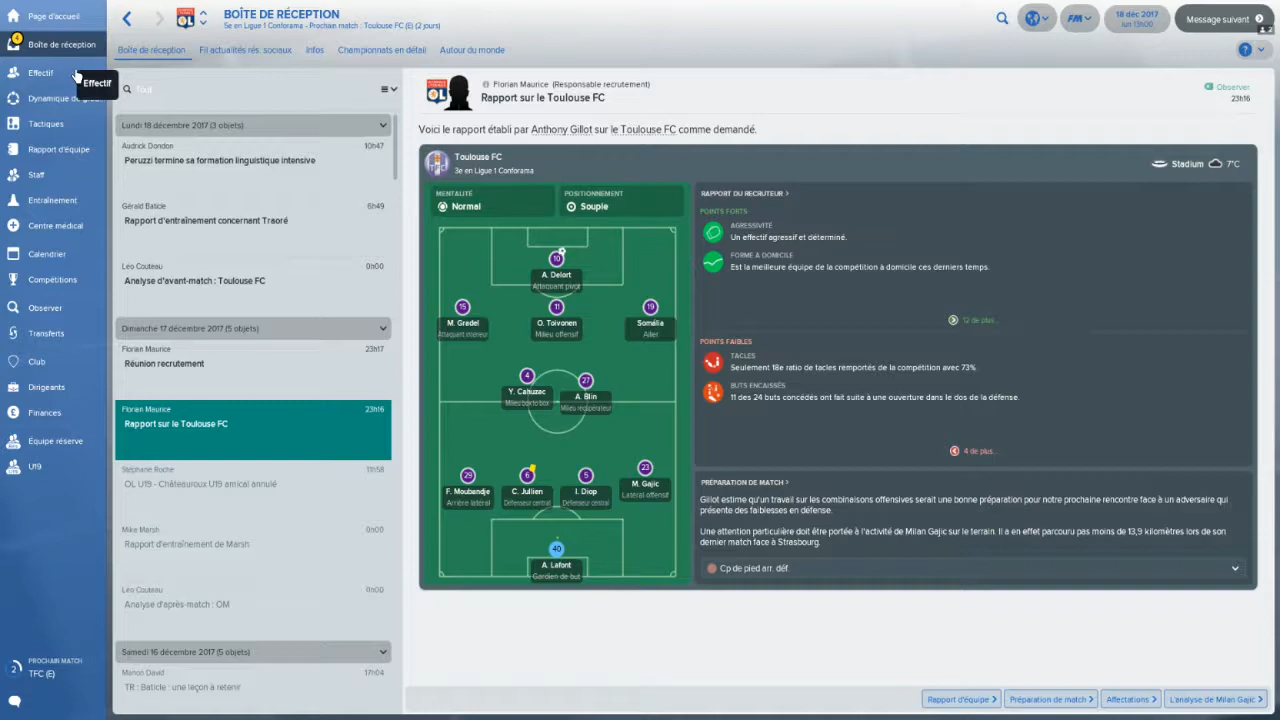 Page d'accueil
4
Boîte de réception
Effectif
Effectif
Dynamique de
Tactiques
Rapport d'équipe
Staff
Entraînement
Centre médical
Calendrier
Compétitions
Observer
Transferts
Club
Dirigeants
Finances
Équipe réserve
U19
PROCHAIN MATCH
2
TFC (E)
BOÎTE DE RÉCEPTION
5e en Ligue 1 Conforama - Prochain match : Toulouse FC (E) (2 jours)
FM
18 déc 2017
lun 13h00
Message suivant
2
Boîte de réception
Fil actualités rés. sociaux
Infos
Championnats en détail
Autour du monde
?
Tout
Lundi 18 décembre 2017 (3 objets)
Audrick Dondon 10h47
Peruzzi termine sa formation linguistique intensive
Gérald Baticle 6h49
Rapport d'entraînement concernant Traoré
Léo Couteau 0h00
Analyse d'avant-match : Toulouse FC
Dimanche 17 décembre 2017 (5 objets)
Florian Maurice 23h17
Réunion recrutement
Florian Maurice 23h16
Rapport sur le Toulouse FC
Stéphane Roche 11h58
OL U19 - Châteauroux U19 amical annulé
Mike Marsh 0h00
Rapport d'entraînement de Marsh
Léo Couteau 0h00
Analyse d'après-match : OM
Samedi 16 décembre 2017 (5 objets)
Manon David 17h04
TR : Baticle : une leçon à retenir
Florian Maurice (Responsable recrutement)
Rapport sur le Toulouse FC
Observer
23h16
Voici le rapport établi par Anthony Gillot sur le Toulouse FC comme demandé.
Toulouse FC
3e en Ligue 1 Conforama
Stadium 7°C
MENTALITÉ
Normal
POSITIONNEMENT
Souple
10
A. Delort
Attaquant pivot
15
M. Gradel
Attaquant intérieur
11
O. Toivonen
Milieu offensif
19
Somália
Ailier
4
Y. Cahuzac
Milieu box to box
27
A. Blin
Milieu récupérateur
29
F. Moubandje
Arrière latéral
6
C. Jullien
Défenseur central
5
I. Diop
Défenseur central
23
M. Gajic
Latéral offensif
40
A. Lafont
Gardien de but
RAPPORT DU RECRUTEUR
POINTS FORTS
AGRESSIVITÉ
Un effectif agressif et déterminé.
FORME À DOMICILE
Est la meilleure équipe de la compétition à domicile ces derniers temps.
12 de plus...
POINTS FAIBLES
TACLES
Seulement 18e ratio de tacles remportés de la compétition avec 73%.
BUTS ENCAISSÉS
11 des 24 buts concédés ont fait suite à une ouverture dans le dos de la défense.
4 de plus...
PRÉPARATION DE MATCH
Gillot estime qu'un travail sur les combinaisons offensives serait une bonne préparation pour notre prochaine rencontre face à un adversaire qui
présente des faiblesses en défense.
Une attention particulière doit être portée à l'activité de Milan Gajic sur le terrain. Il a en effet parcouru pas moins de 13,9 kilomètres lors de son
dernier match face à Strasbourg.
Cp de pied arr. déf.
Rapport d'équipe
Préparation de match
Affectations
L'analyse de Milan Gajic